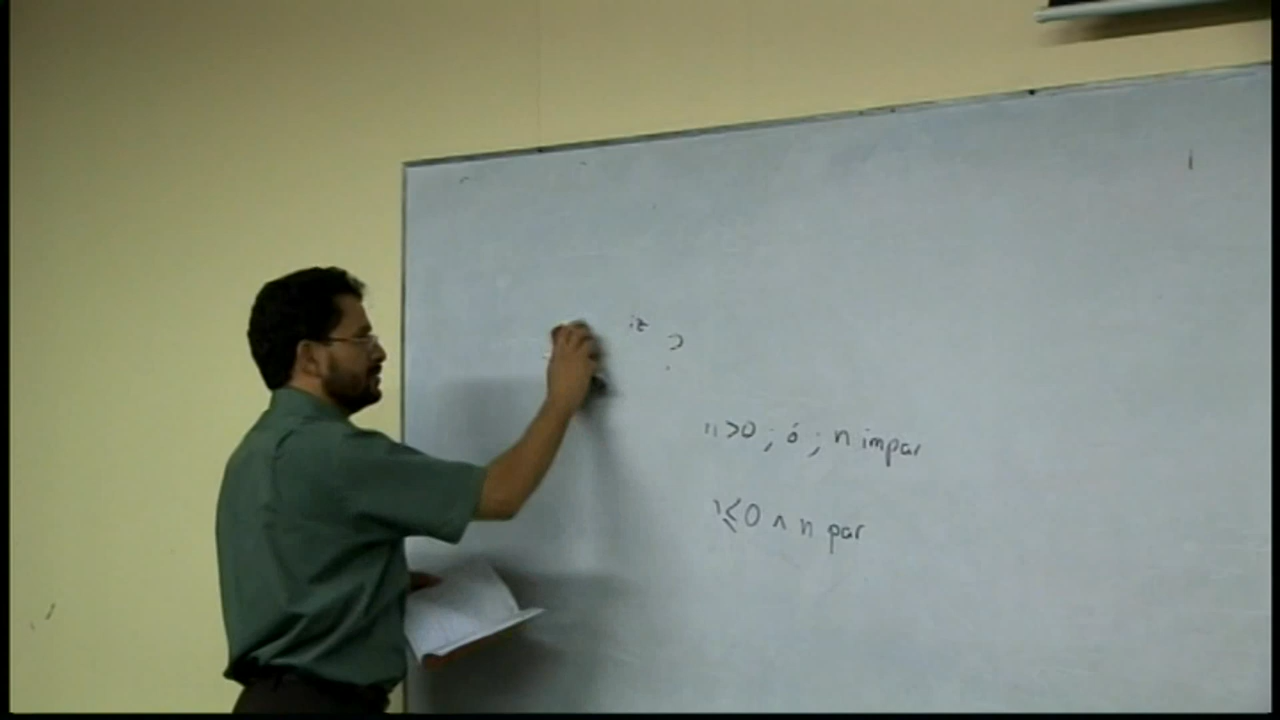 ?
n>0 ; ó ; n impar
≤0 ∧ n par